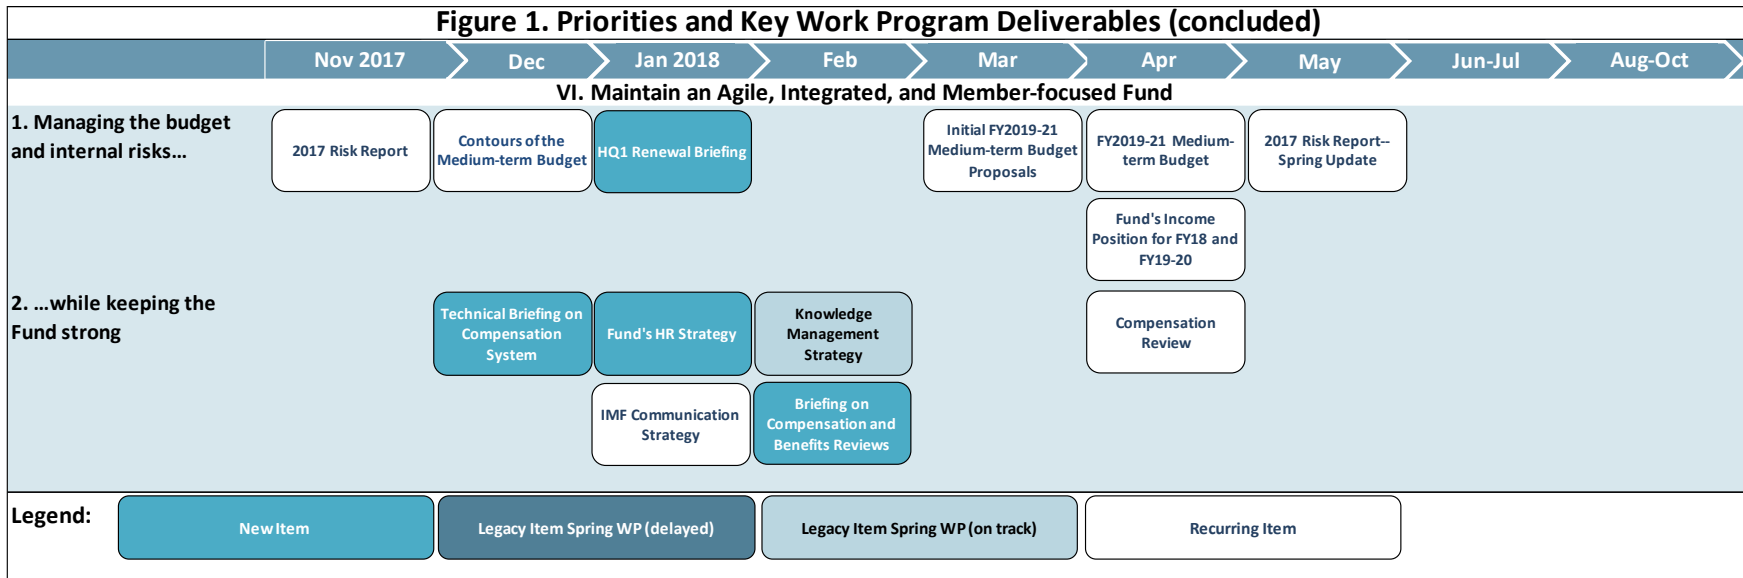 Figure 1. Priorities and Key Work Program Deliverables (concluded)
Nov 2017 Dec Jan 2018 Feb Mar Apr May Jun-Jul Aug-Oct
VI. Maintain an Agile, Integrated, and Member-focused Fund
1. Managing the budget
and internal risks…
2017 Risk Report
Contours of the
Medium-term Budget
HQ1 Renewal Briefing
Initial FY2019-21
Medium-term Budget
Proposals
FY2019-21 Medium-
term Budget
2017 Risk Report--
Spring Update
Fund's Income
Position for FY18 and
FY19-20
2. …while keeping the
Fund strong
Technical Briefing on
Compensation
System
Fund's HR Strategy
Knowledge
Management
Strategy
Compensation
Review
IMF Communication
Strategy
Briefing on
Compensation and
Benefits Reviews
Legend:
New Item
Legacy Item Spring WP (delayed)
Legacy Item Spring WP (on track)
Recurring Item